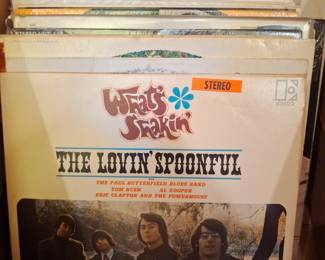 What's
Shakin'
STEREO
THE LOVIN' SPOONFUL
THE PAUL BUTTERFIELD BLUES BAND
TOM RUSH AL KOOPER
ERIC CLAPTON AND THE POWERHOUSE